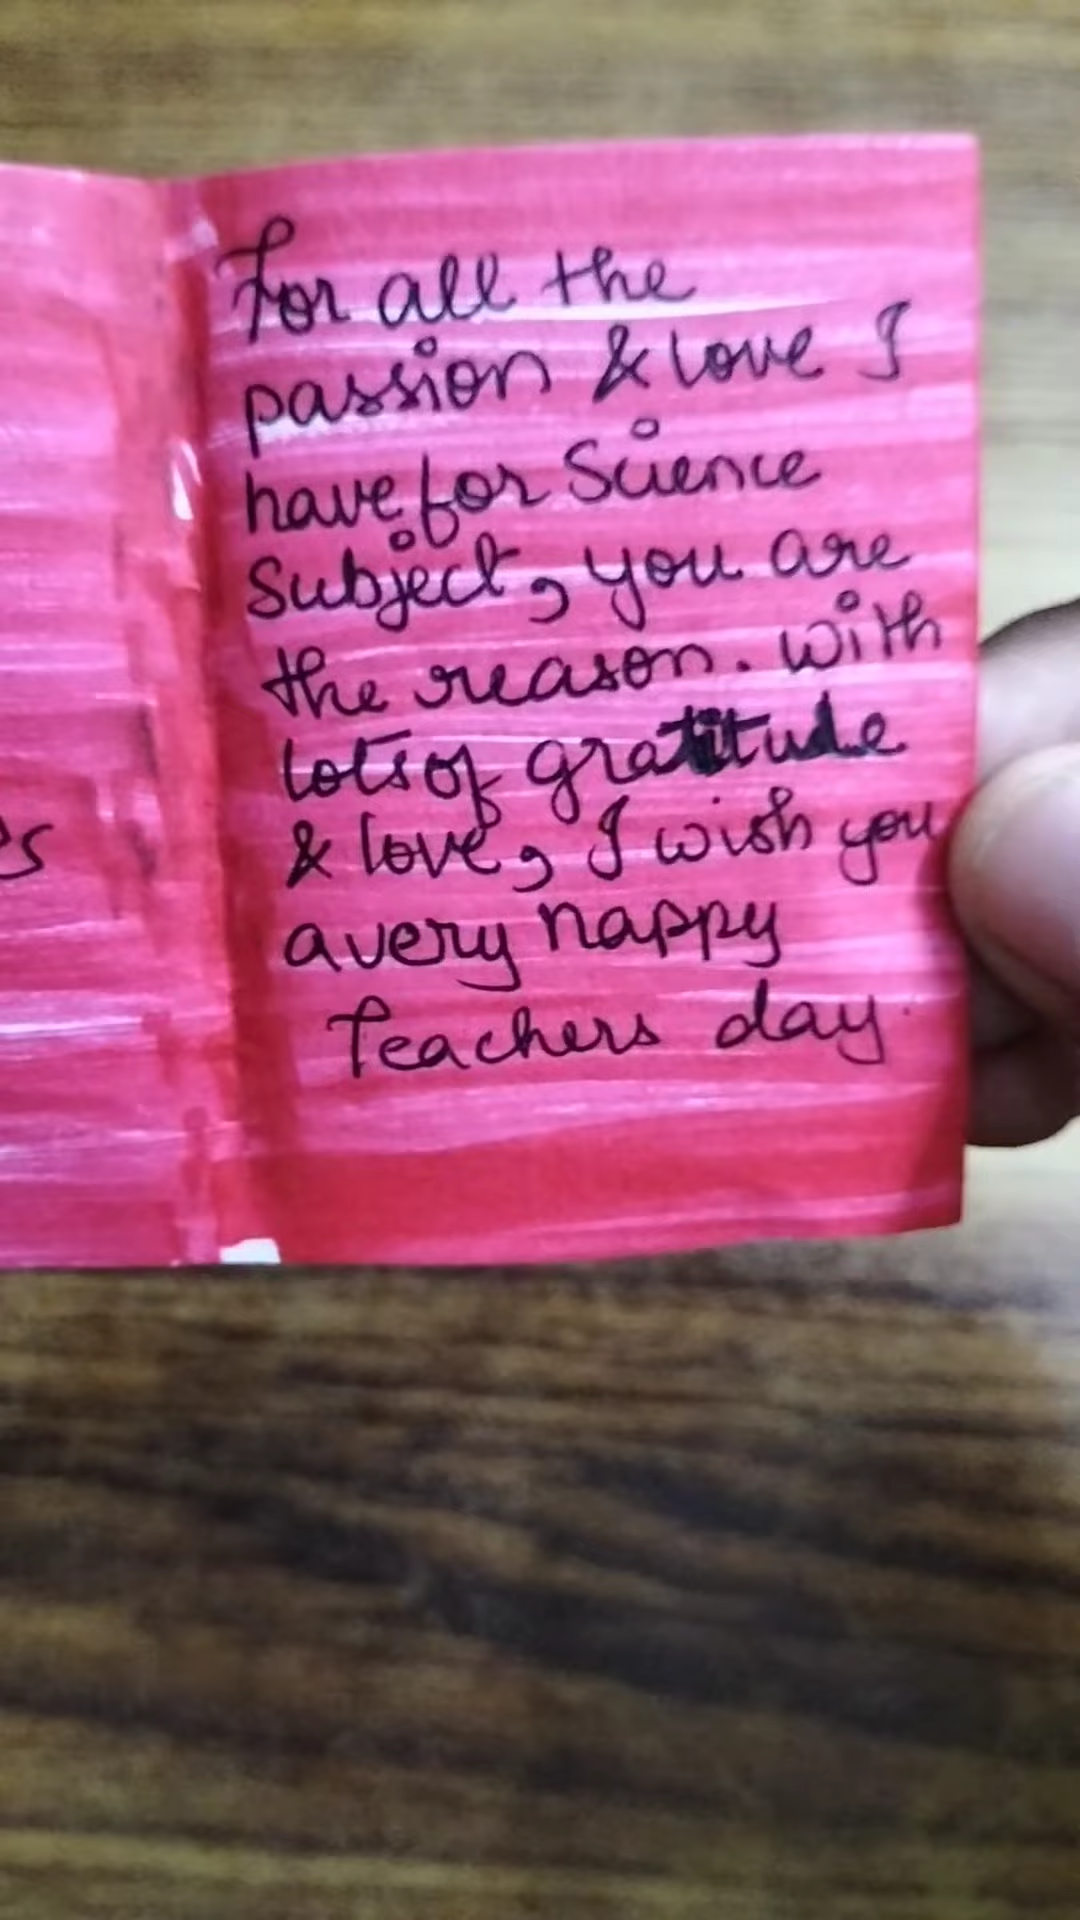 For all the
passion & love I
have for Science
Subject, you are
the reason. With
lots of gratitude
& love, I wish you
a very happy
Teachers day.